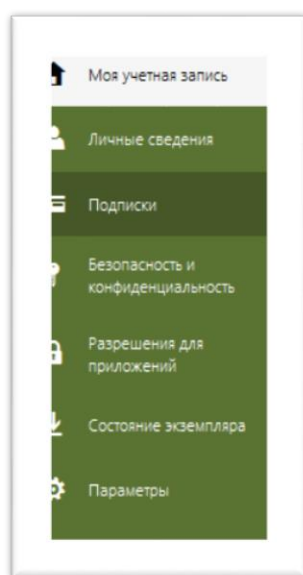 Моя учетная запись
Личные сведения
Подписки
Безопасность и
конфиденциальность
Разрешения для
приложений
Состояние экземпляра
Параметры